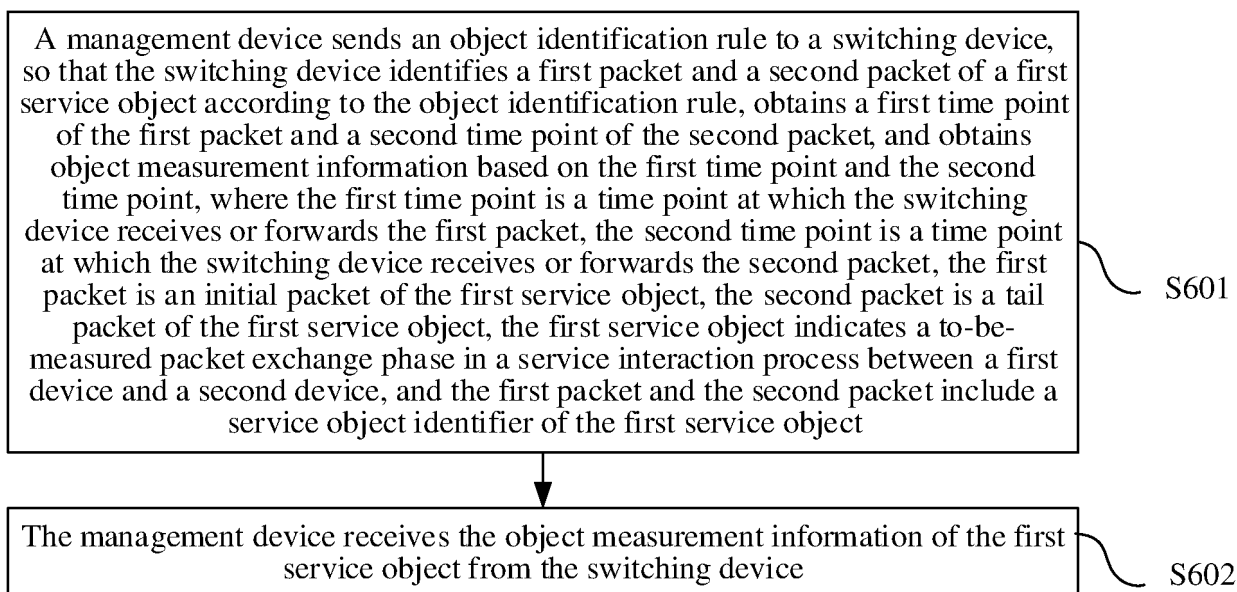 A management device sends an object identification rule to a switching device,
so that the switching device identifies a first packet and a second packet of a first
service object according to the object identification rule, obtains a first time point
of the first packet and a second time point of the second packet, and obtains
object measurement information based on the first time point and the second
time point, where the first time point is a time point at which the switching
device receives or forwards the first packet, the second time point is a time point
at which the switching device receives or forwards the second packet, the first
packet is an initial packet of the first service object, the second packet is a tail
packet of the first service object, the first service object indicates a to-be-
measured packet exchange phase in a service interaction process between a first
device and a second device, and the first packet and the second packet include a
service object identifier of the first service object
S601
The management device receives the object measurement information of the first
service object from the switching device
S602